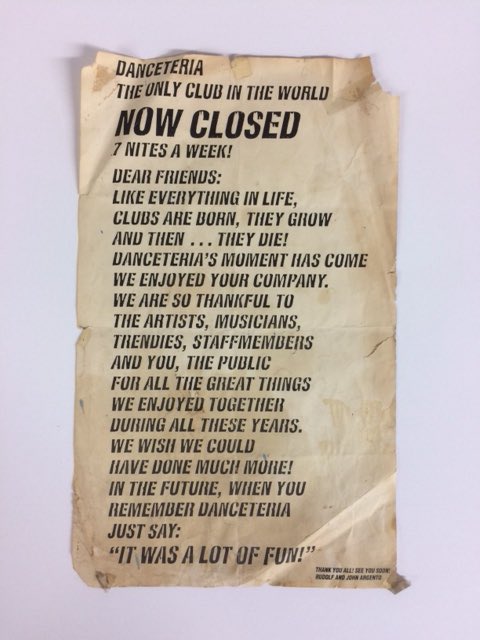 DANCETERIA
THE ONLY CLUB IN THE WORLD
NOW CLOSED
7 NITES A WEEK!
DEAR FRIENDS:
LIKE EVERYTHING IN LIFE,
CLUBS ARE BORN, THEY GROW
AND THEN . . . THEY DIE!
DANCETERIA'S MOMENT HAS COME
WE ENJOYED YOUR COMPANY.
WE ARE SO THANKFUL TO
THE ARTISTS, MUSICIANS,
TRENDIES, STAFFMEMBERS
AND YOU, THE PUBLIC
FOR ALL THE GREAT THINGS
WE ENJOYED TOGETHER
DURING ALL THESE YEARS.
WE WISH WE COULD
HAVE DONE MUCH MORE!
IN THE FUTURE, WHEN YOU
REMEMBER DANCETERIA
JUST SAY:
“IT WAS A LOT OF FUN!”
THANK YOU ALL! SEE YOU SOON!
RUDOLF AND JOHN ARGENTO